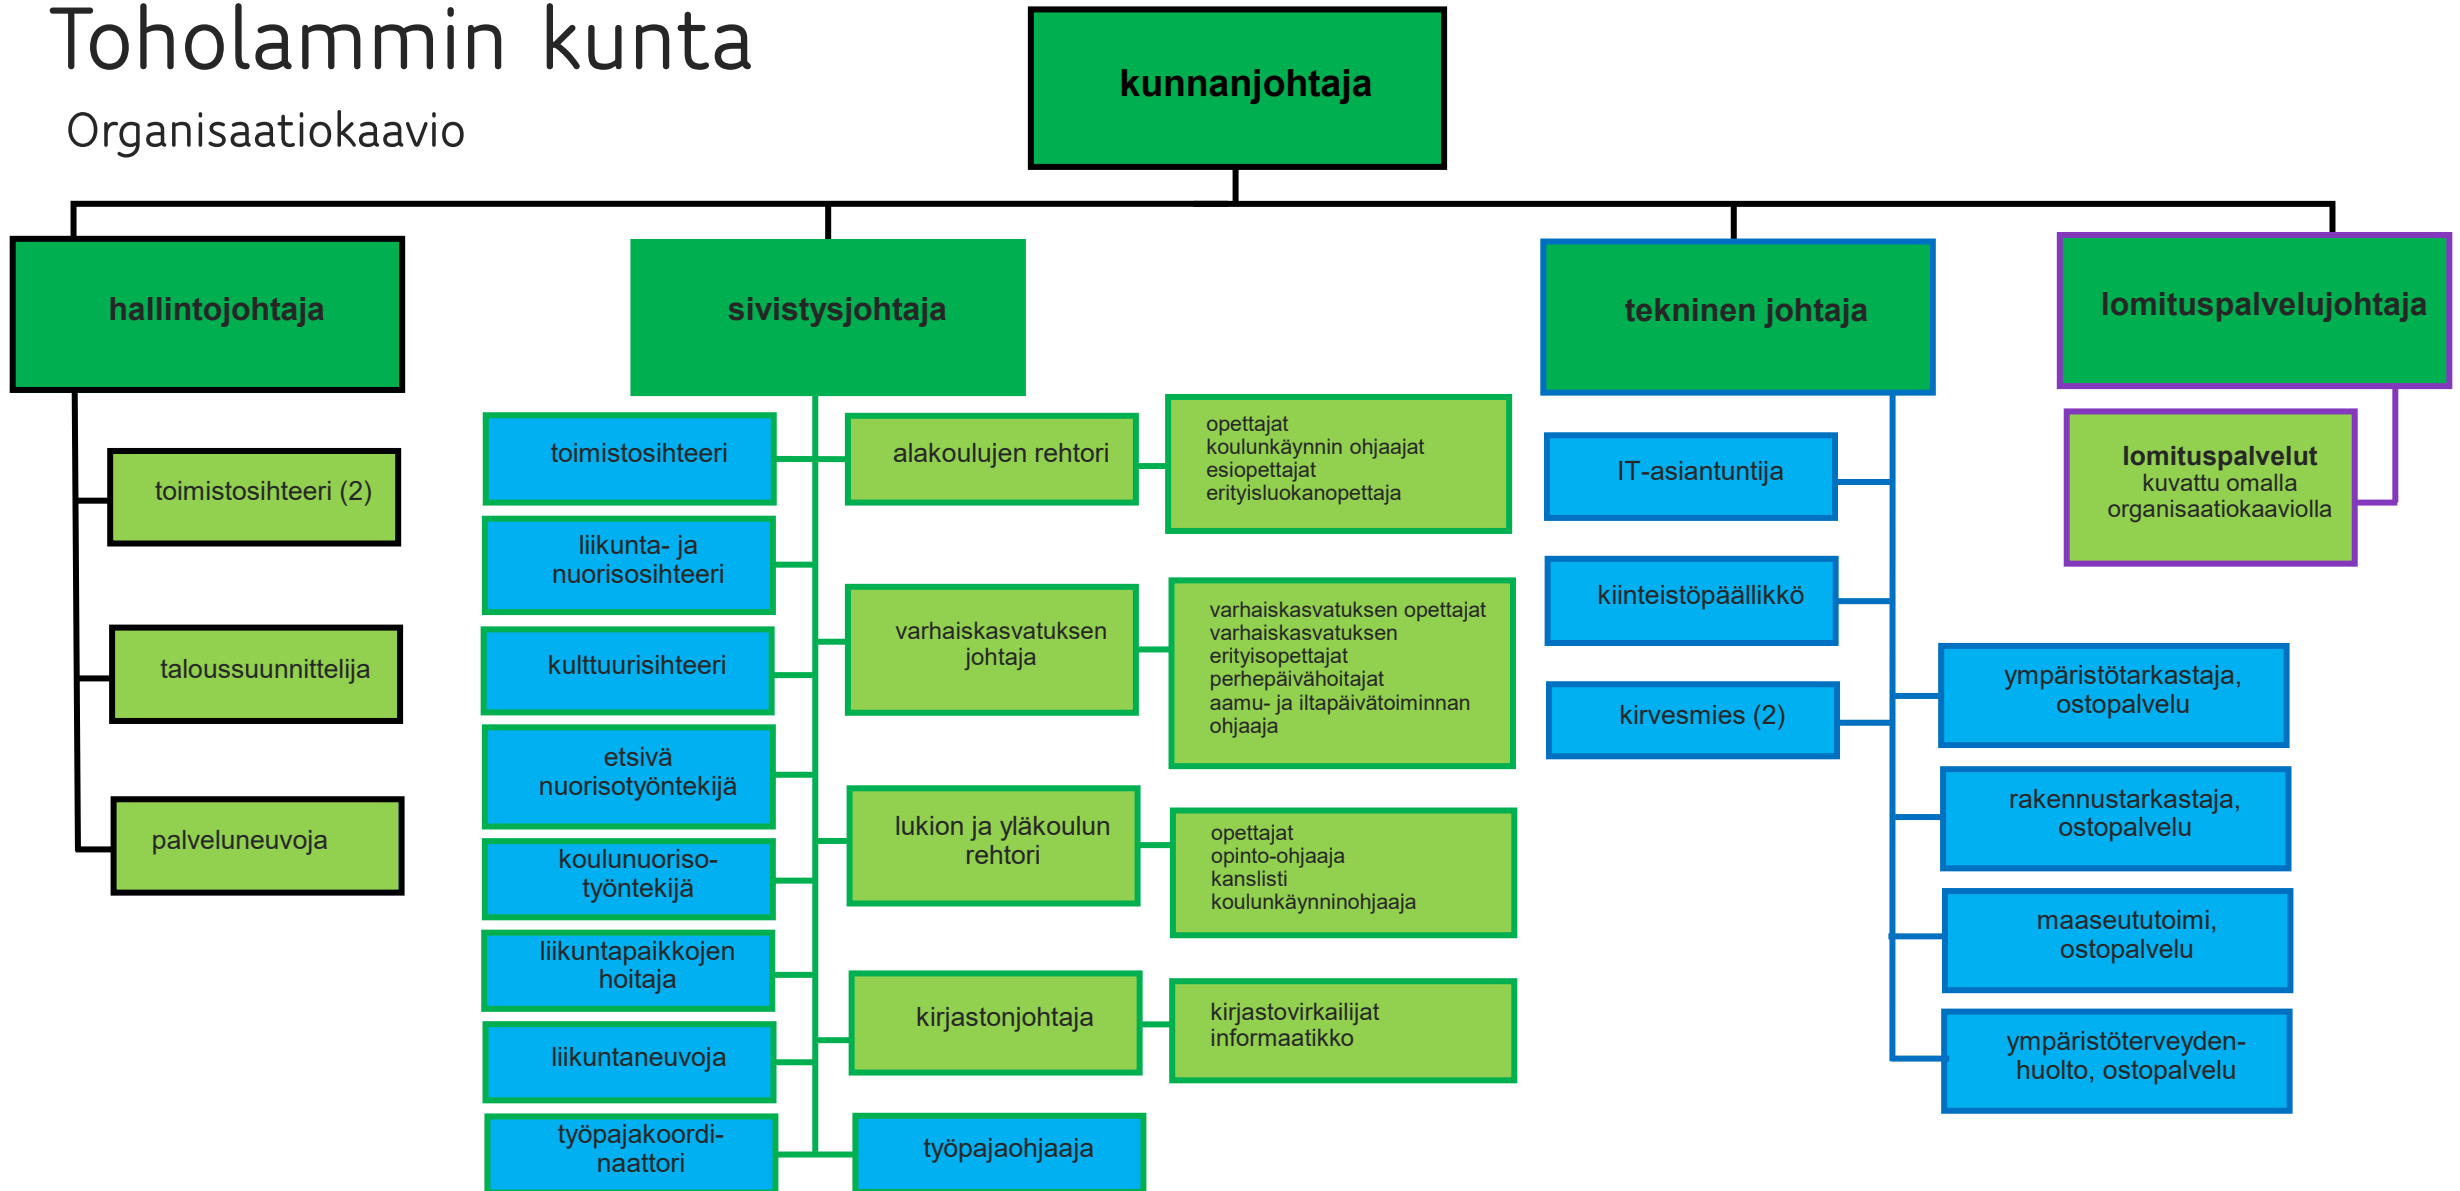 Toholammin kunta
Organisaatiokaavio
kunnanjohtaja
hallintojohtaja
toimistosihteeri (2)
taloussuunnittelija
palveluneuvoja
sivistysjohtaja
toimistosihteeri
liikunta- ja
nuorisosihteeri
kulttuurisihteeri
etsivä
nuorisotyöntekijä
koulunuoriso-
työntekijä
liikuntapaikkojen
hoitaja
liikuntaneuvoja
työpajakoordi-
naattori
alakoulujen rehtori
opettajat
koulunkäynnin ohjaajat
esiopettajat
erityisluokanopettaja
varhaiskasvatuksen
johtaja
varhaiskasvatuksen opettajat
varhaiskasvatuksen
erityisopettajat
perhepäivähoitajat
aamu- ja iltapäivätoiminnan
ohjaaja
lukion ja yläkoulun
rehtori
opettajat
opinto-ohjaaja
kanslisti
koulunkäynninohjaaja
kirjastonjohtaja
kirjastovirkailijat
informaatikko
työpajaohjaaja
tekninen johtaja
IT-asiantuntija
kiinteistöpäällikkö
kirvesmies (2)
ympäristötarkastaja,
ostopalvelu
rakennustarkastaja,
ostopalvelu
maaseututoimi,
ostopalvelu
ympäristöterveyden-
huolto, ostopalvelu
lomituspalvelujohtaja
lomituspalvelut
kuvattu omalla
organisaatiokaaviolla